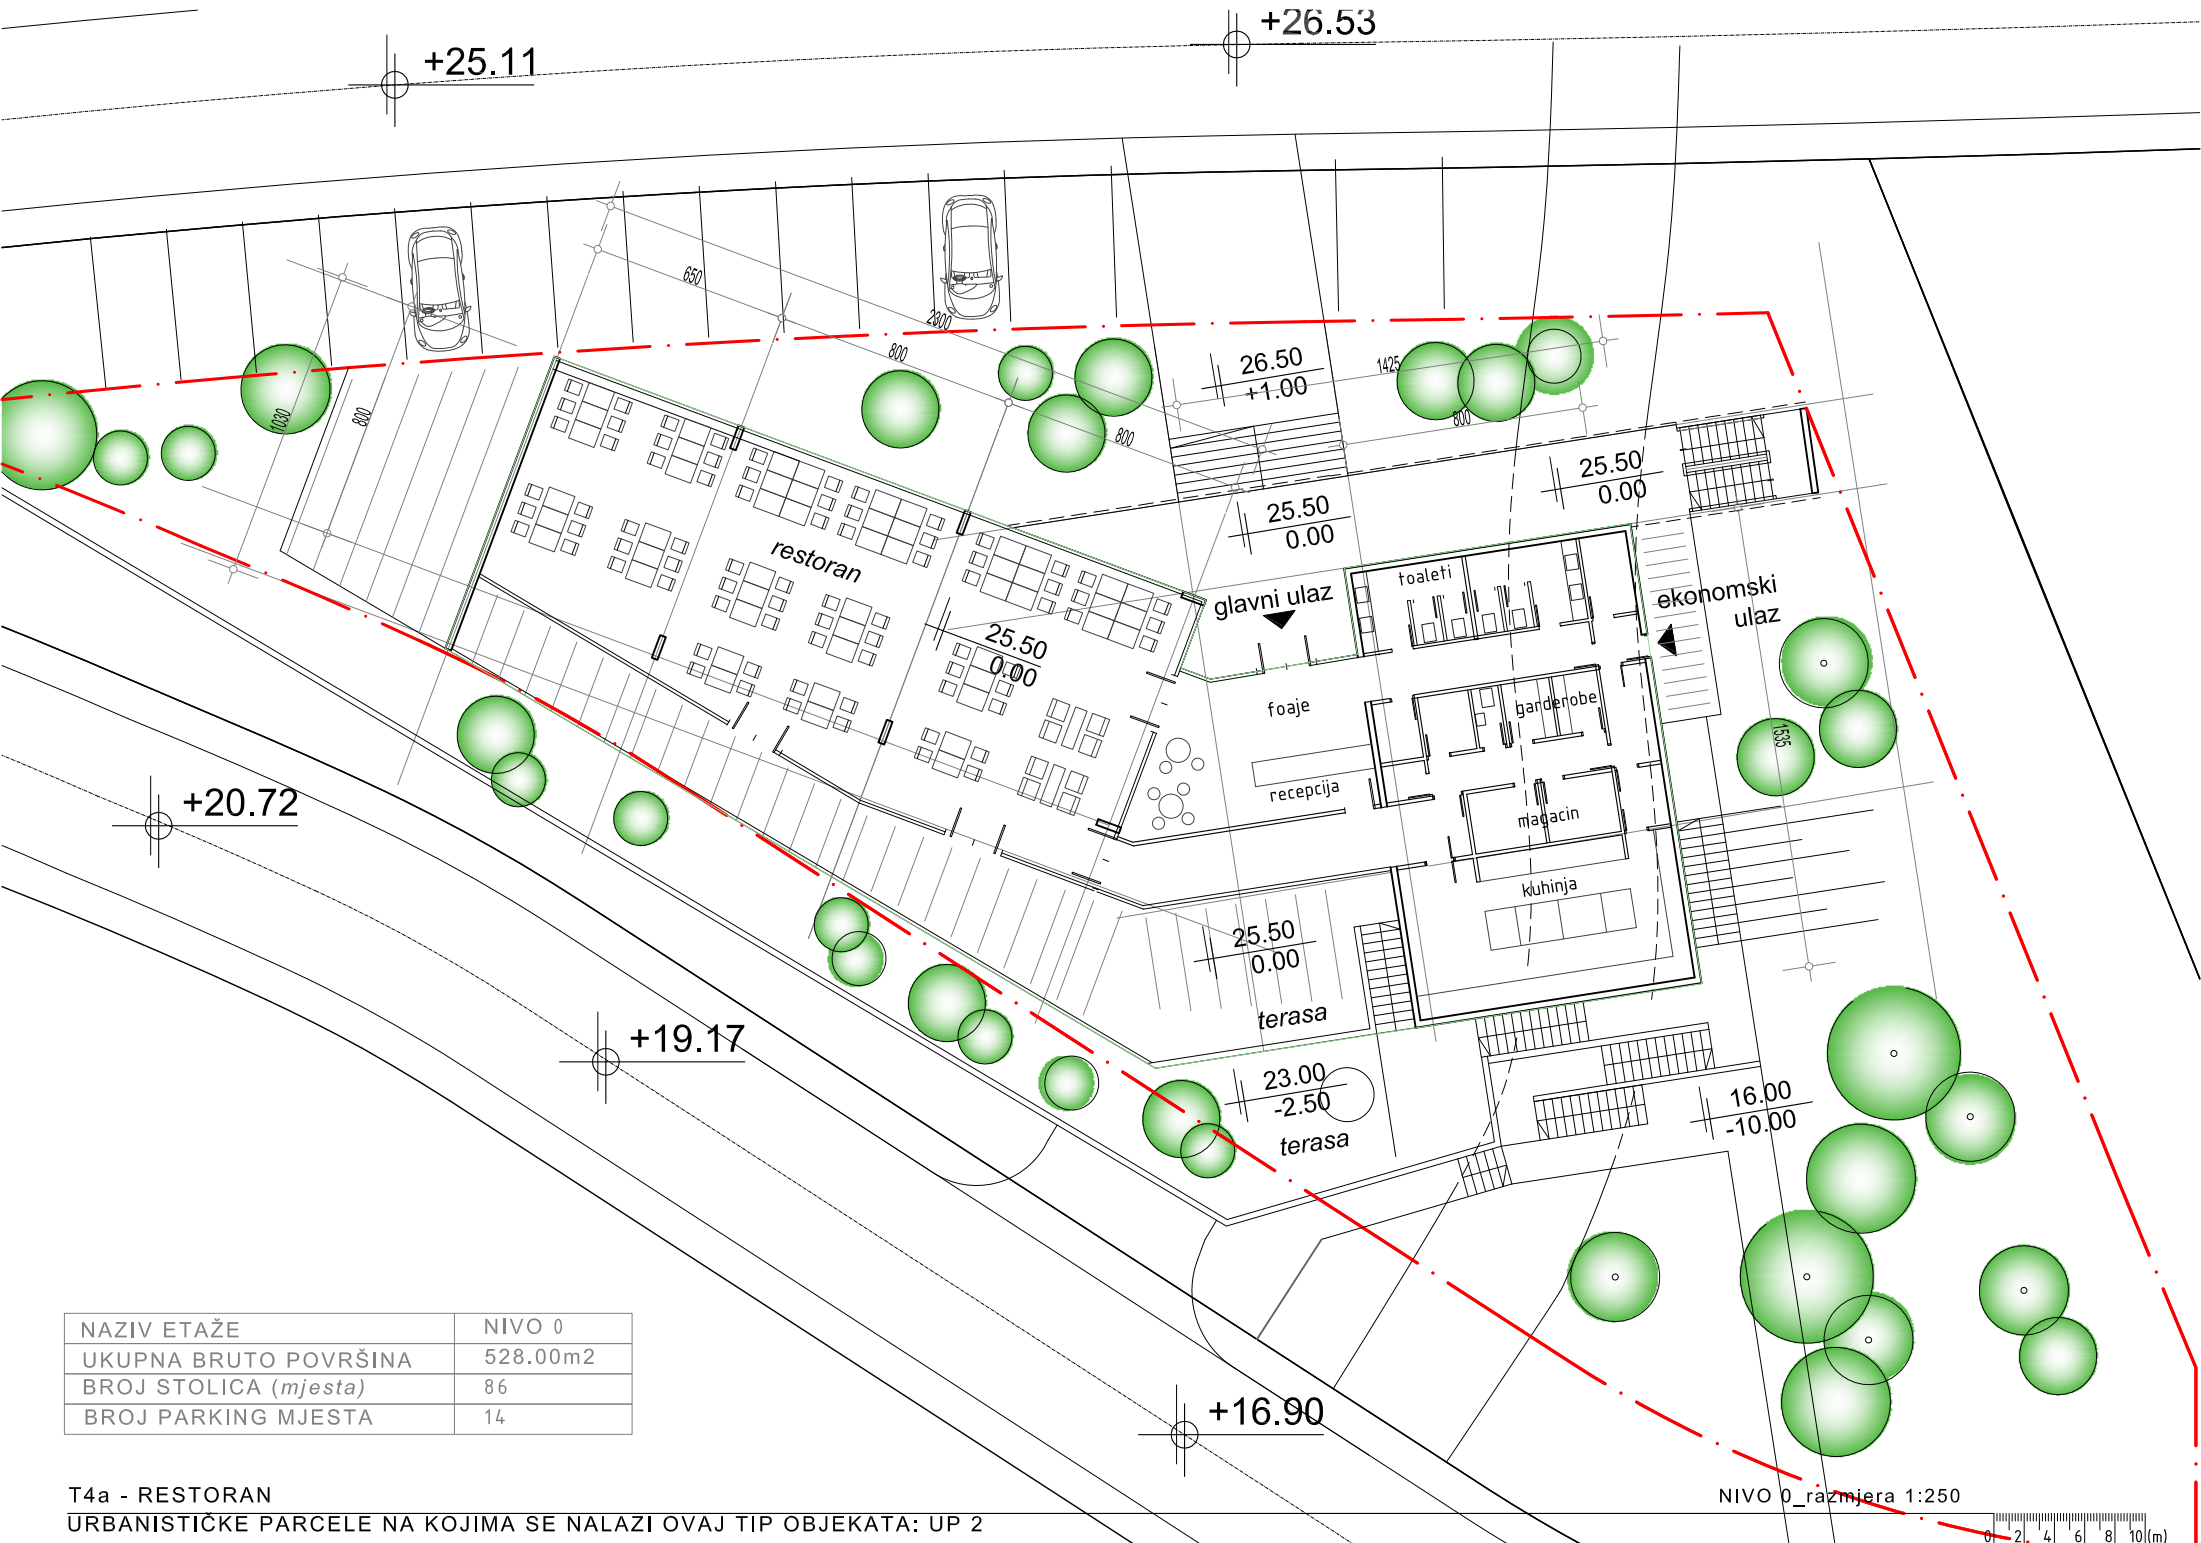 +26.53
+25.11
650
2300
800
800
1425
800
1030
800
26.50
+1.00
25.50
0.00
25.50
0.00
restoran
25.50
0.00
glavni ulaz
toaleti
ekonomski
ulaz
foaje
garderobe
1535
recepcija
magacin
kuhinja
25.50
0.00
terasa
23.00
-2.50
terasa
16.00
-10.00
+20.72
+19.17
+16.90
NAZIV ETAŽE NIVO 0
UKUPNA BRUTO POVRŠINA 528.00m2
BROJ STOLICA (mjesta) 86
BROJ PARKING MJESTA 14
T4a - RESTORAN
NIVO 0_razmjera 1:250
URBANISTIČKE PARCELE NA KOJIMA SE NALAZI OVAJ TIP OBJEKATA: UP 2
0 2 4 6 8 10(m)